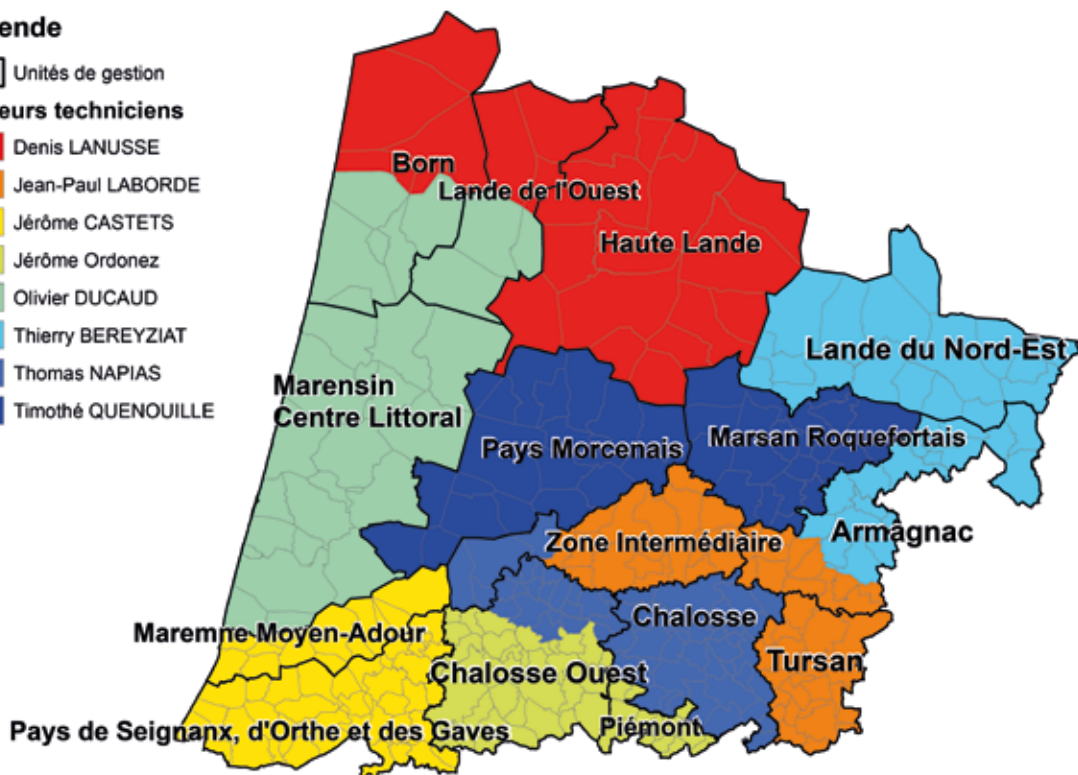 ende
Unités de gestion
eurs techniciens
Denis LANUSSE
Jean-Paul LABORDE
Jérôme CASTETS
Jérôme Ordonez
Olivier DUCAUD
Thierry BEREYZIAT
Thomas NAPIAS
Timothé QUENOUILLE
Born
Lande de l'Ouest
Haute Lande
Lande du Nord-Est
Marensin
Centre Littoral
Pays Morcenais
Marsan Roquefortais
Armagnac
Zone Intermédiaire
Chalosse
Maremne Moyen-Adour
Tursan
Chalosse Ouest
Piémont
Pays de Seignanx, d'Orthe et des Gaves